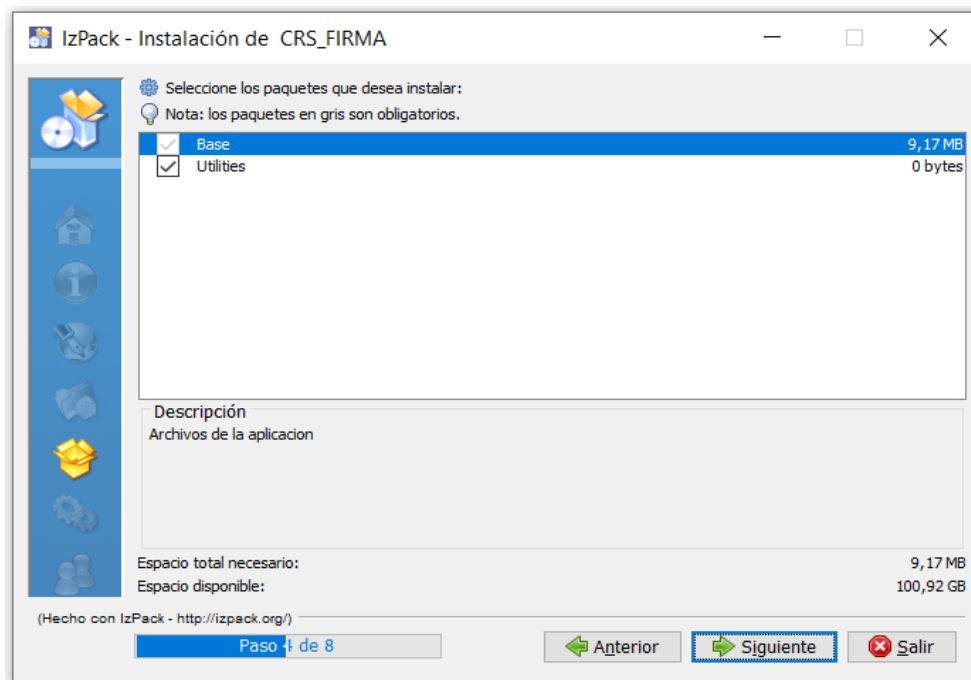 IzPack - Instalación de CRS_FIRMA
Seleccione los paquetes que desea instalar:
Nota: los paquetes en gris son obligatorios.
Base 9,17 MB
Utilities 0 bytes
Descripción
Archivos de la aplicacion
Espacio total necesario: 9,17 MB
Espacio disponible: 100,92 GB
(Hecho con IzPack - http://izpack.org/)
Paso 4 de 8 Anterior Siguiente Salir